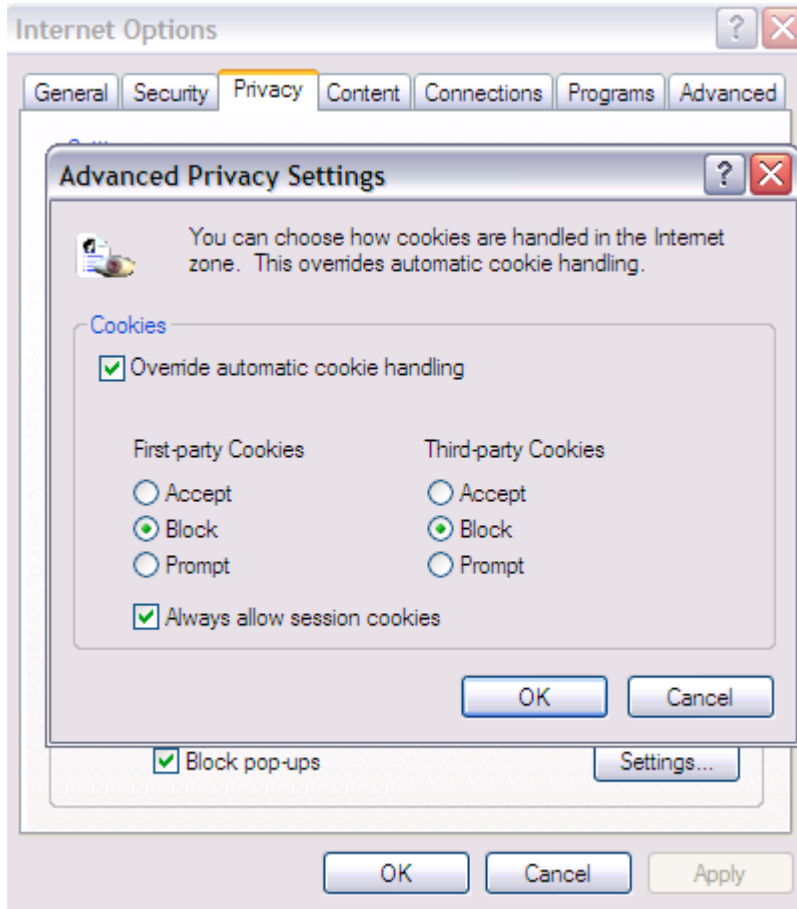 Internet Options
General Security Privacy Content Connections Programs Advanced
Advanced Privacy Settings
You can choose how cookies are handled in the Internet
zone. This overrides automatic cookie handling.
Cookies
Override automatic cookie handling
First-party Cookies Third-party Cookies
Accept Accept
Block Block
Prompt Prompt
Always allow session cookies
OK Cancel
Block pop-ups Settings...
OK Cancel Apply